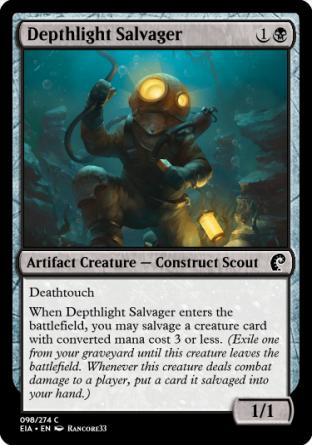 Depthlight Salvager 1
Artifact Creature — Construct Scout
Deathtouch
When Depthlight Salvager enters the
battlefield, you may salvage a creature card
with converted mana cost 3 or less. (Exile one
from your graveyard until this creature leaves the
battlefield. Whenever this creature deals combat
damage to a player, put a card it salvaged into
your hand.)
1/1
098/274 C
EIA • EN RANCORE33